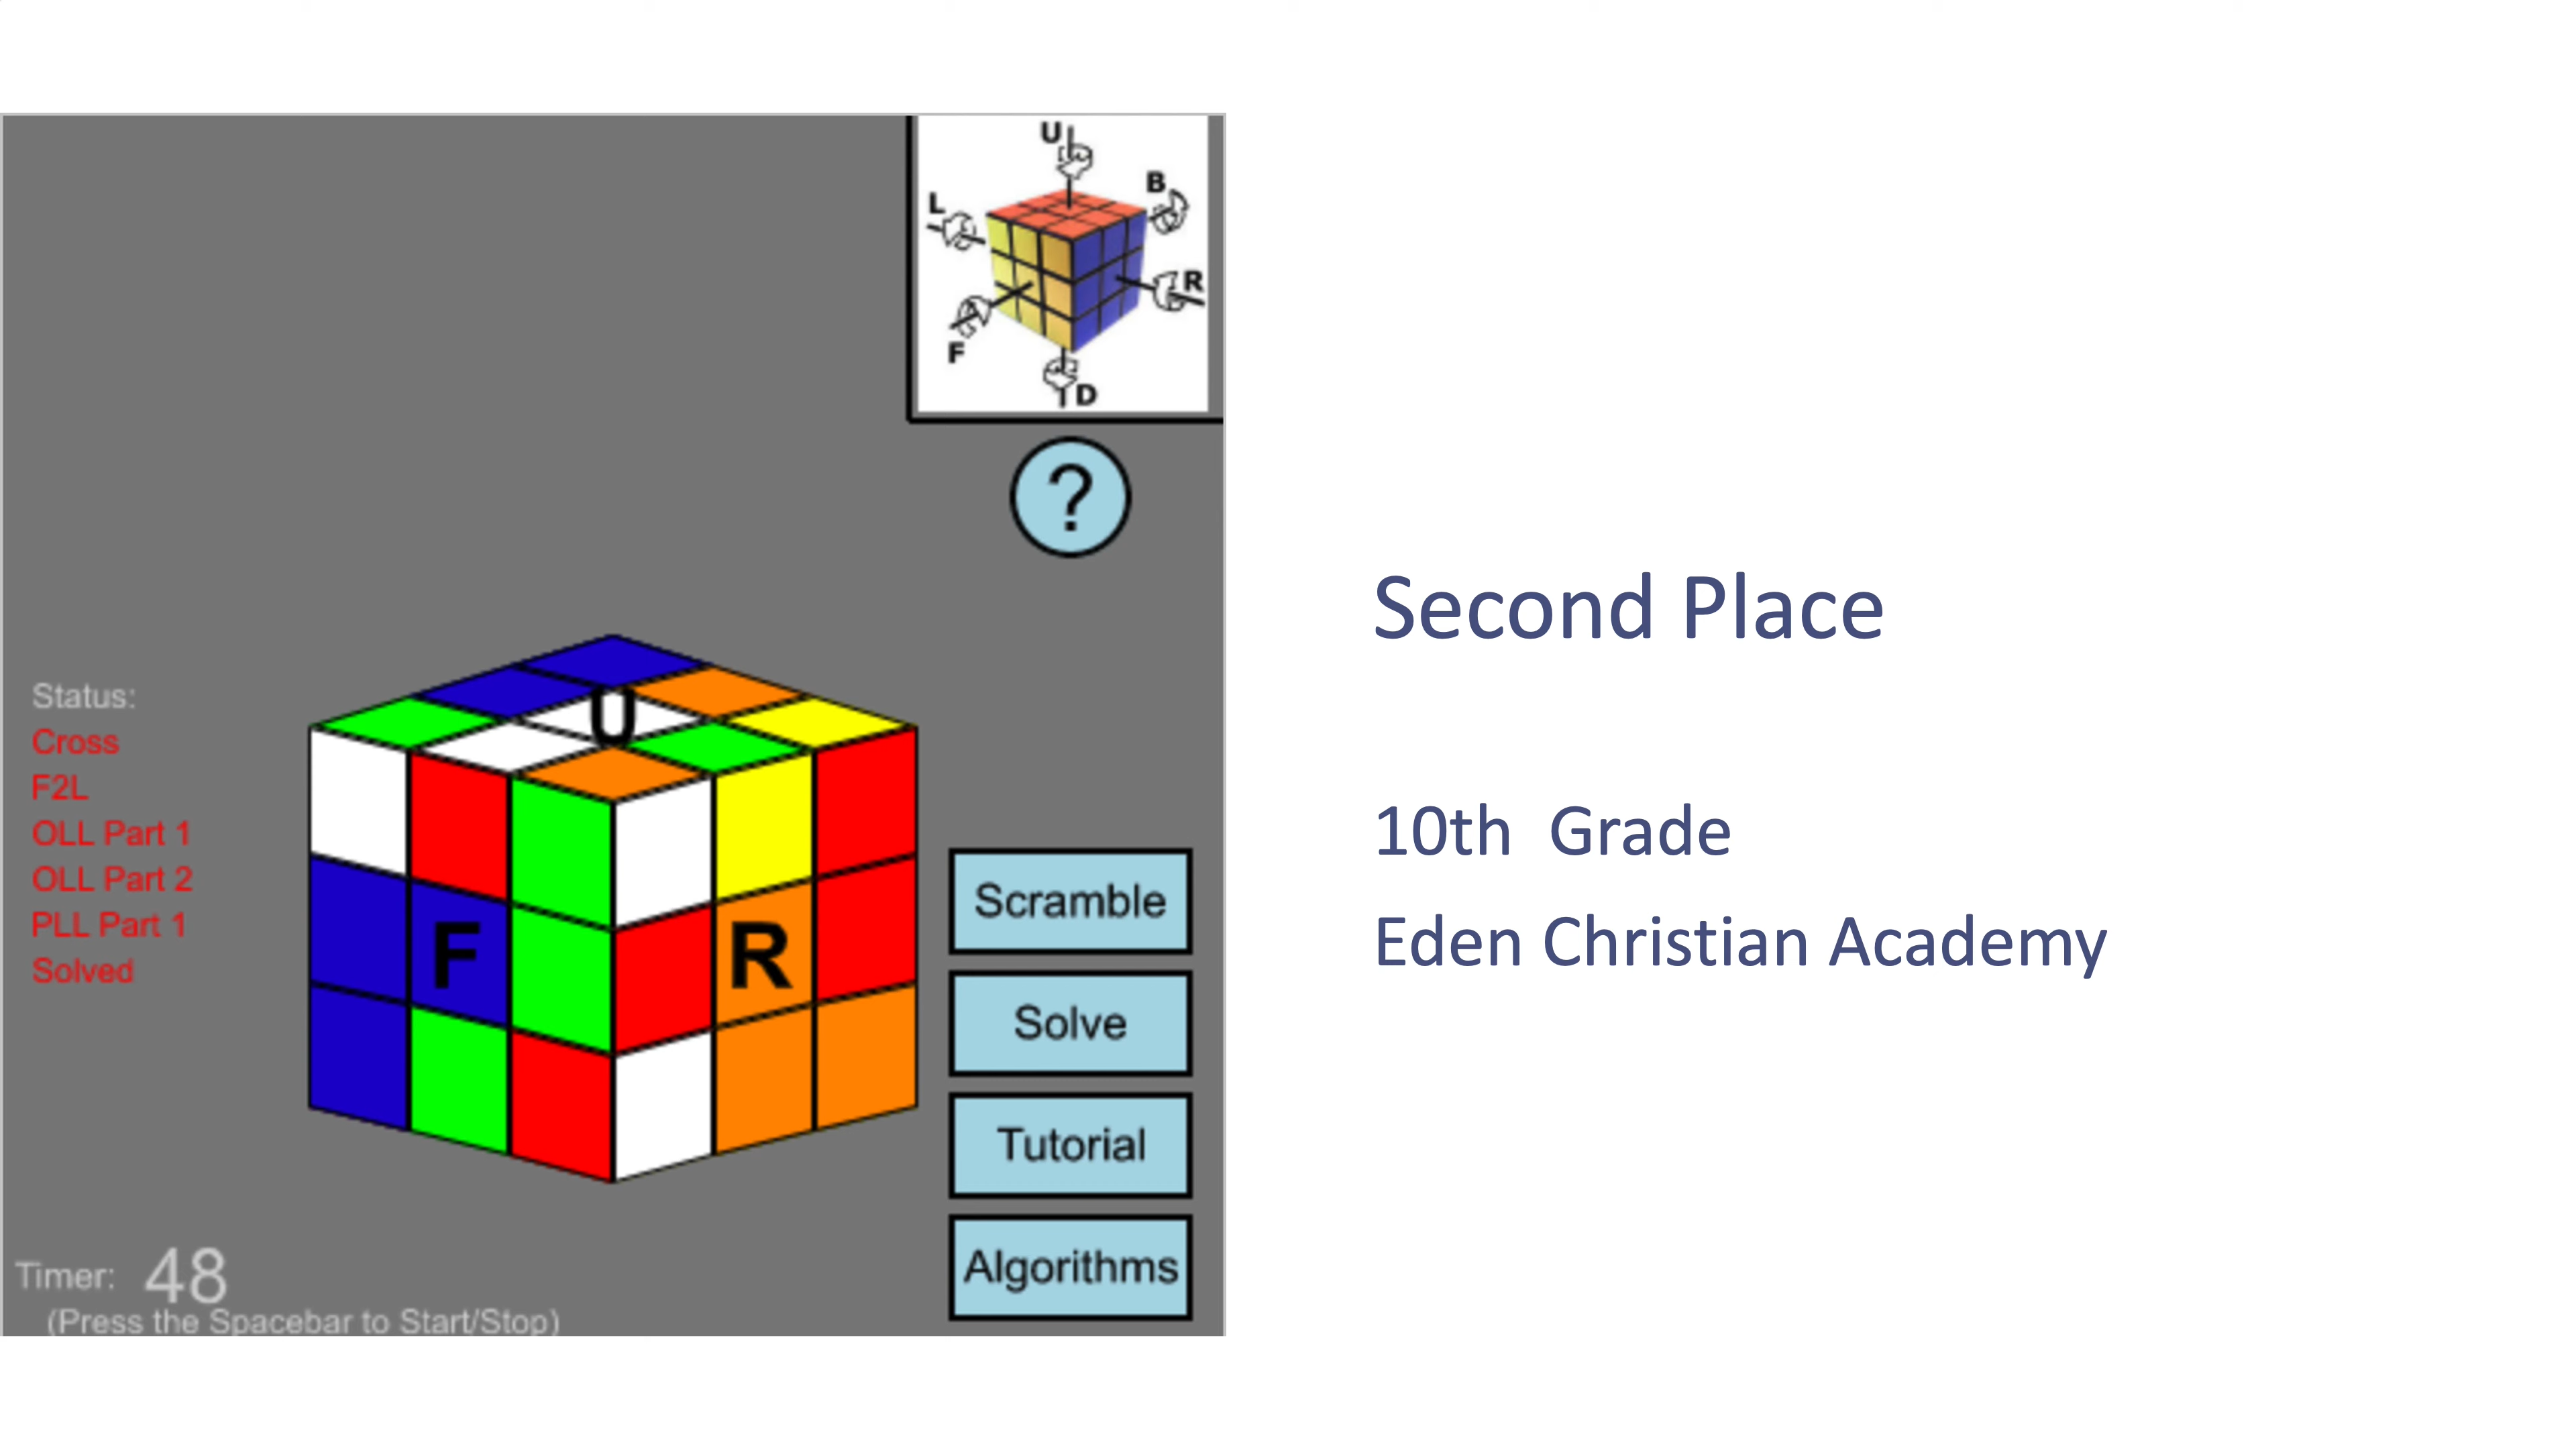 U
B
L
R
F
D
?
U
F
R
Status:
Cross
F2L
OLL Part 1
OLL Part 2
PLL Part 1
Solved
Scramble
Solve
Tutorial
Algorithms
Timer: 48
(Press the Spacebar to Start/Stop)
Second Place
10th Grade
Eden Christian Academy